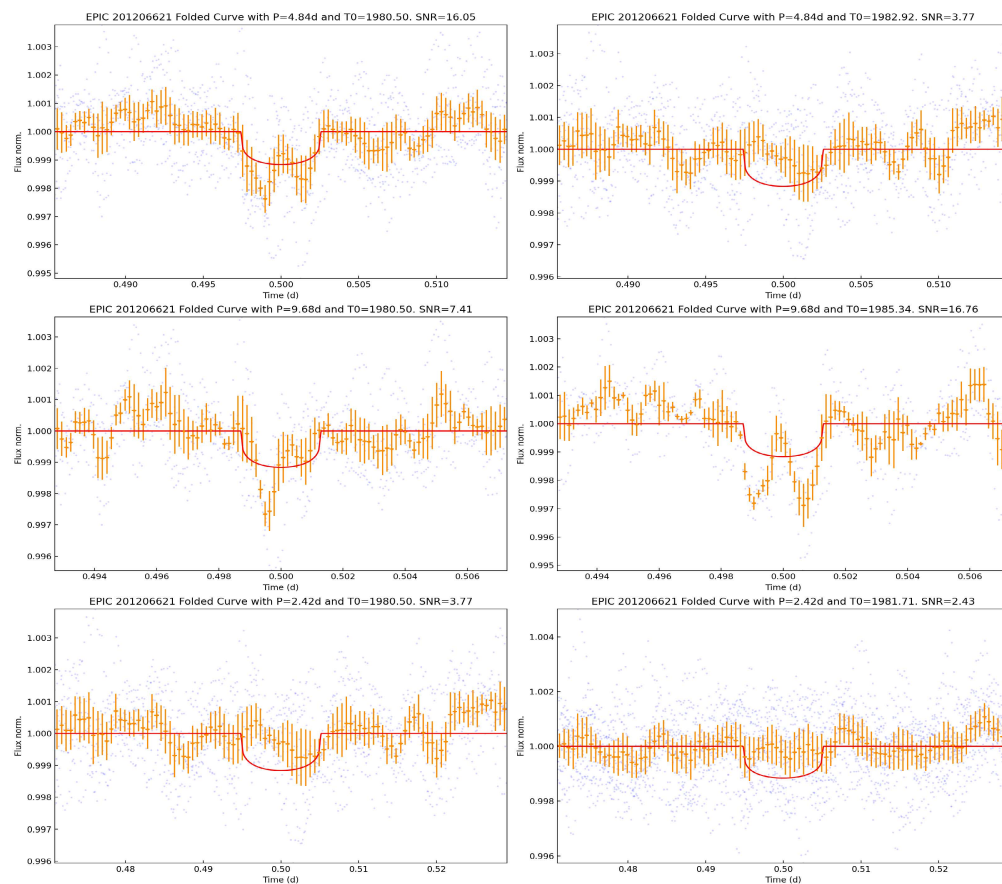 EPIC 201206621 Folded Curve with P=4.84d and T0=1980.50. SNR=16.05
1.003
1.002
1.001
1.000
0.999
0.998
0.997
0.996
0.995
Flux norm.
0.490 0.495 0.500 0.505 0.510
Time (d)
EPIC 201206621 Folded Curve with P=4.84d and T0=1982.92. SNR=3.77
1.003
1.002
1.001
1.000
0.999
0.998
0.997
0.996
Flux norm.
0.490 0.495 0.500 0.505 0.510
Time (d)
EPIC 201206621 Folded Curve with P=9.68d and T0=1980.50. SNR=7.41
1.003
1.002
1.001
1.000
0.999
0.998
0.997
0.996
Flux norm.
0.494 0.496 0.498 0.500 0.502 0.504 0.506
Time (d)
EPIC 201206621 Folded Curve with P=9.68d and T0=1985.34. SNR=16.76
1.003
1.002
1.001
1.000
0.999
0.998
0.997
0.996
0.995
Flux norm.
0.494 0.496 0.498 0.500 0.502 0.504 0.506
Time (d)
EPIC 201206621 Folded Curve with P=2.42d and T0=1980.50. SNR=3.77
1.003
1.002
1.001
1.000
0.999
0.998
0.997
0.996
Flux norm.
0.48 0.49 0.50 0.51 0.52
Time (d)
EPIC 201206621 Folded Curve with P=2.42d and T0=1981.71. SNR=2.43
1.004
1.002
1.000
0.998
0.996
Flux norm.
0.48 0.49 0.50 0.51 0.52
Time (d)